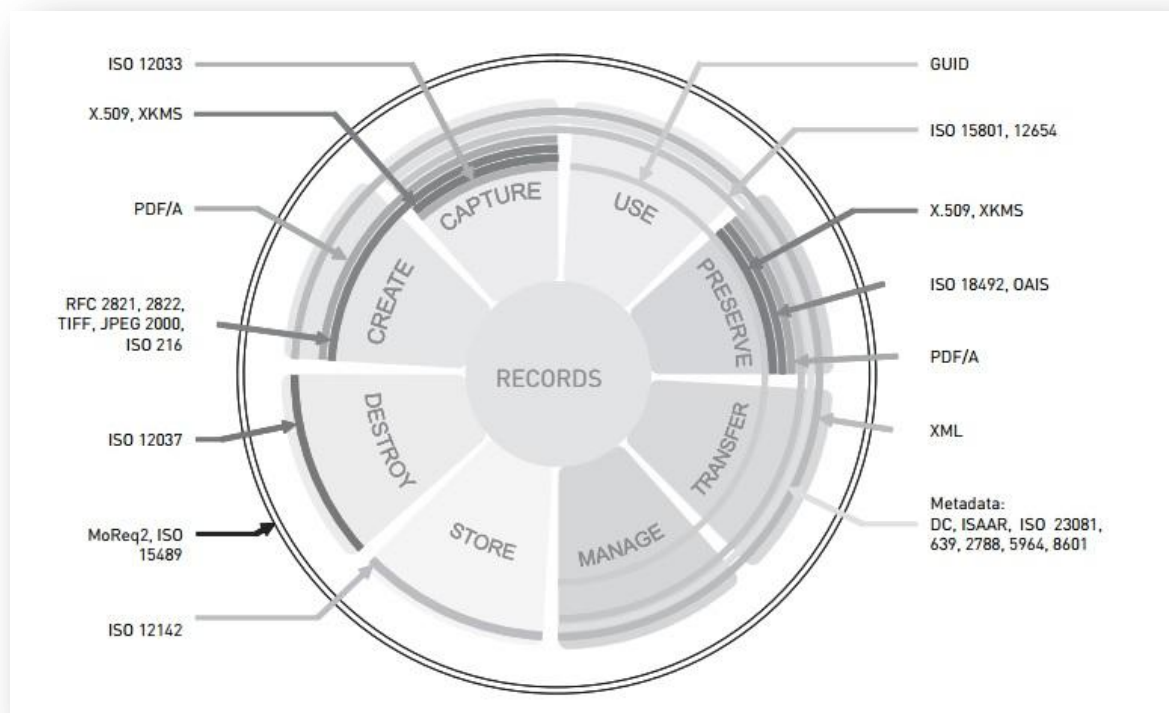 ISO 12033
X.509, XKMS
PDF/A
RFC 2821, 2822,
TIFF, JPEG 2000,
ISO 216
ISO 12037
MoReq2, ISO
15489
ISO 12142
CAPTURE
USE
CREATE
PRESERVE
RECORDS
DESTROY
TRANSFER
STORE
MANAGE
GUID
ISO 15801, 12654
X.509, XKMS
ISO 18492, OAIS
PDF/A
XML
Metadata:
DC, ISAAR, ISO 23081,
639, 2788, 5964, 8601